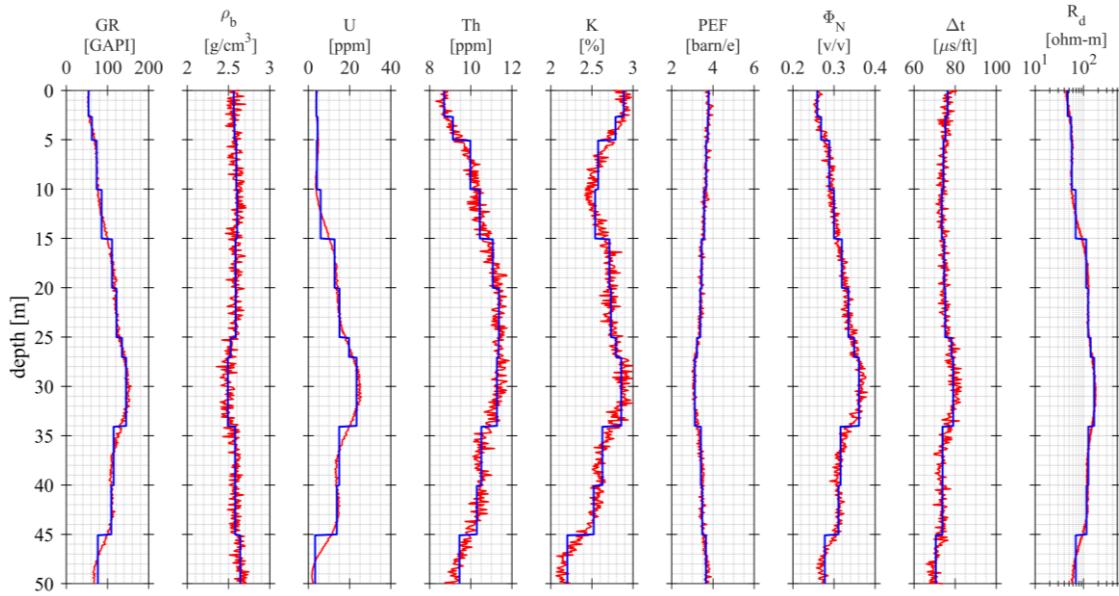 GR ρb U Th K PEF ΦN Δt Rd
[GAPI] [g/cm³] [ppm] [ppm] [%] [barn/e] [v/v] [μs/ft] [ohm-m]
0 100 200 2 2.5 3 0 20 40 8 10 12 2 2.5 3 2 4 6 0.2 0.3 0.4 60 80 100 10¹ 10²
0
5
10
15
20
25
30
35
40
45
50
depth [m]